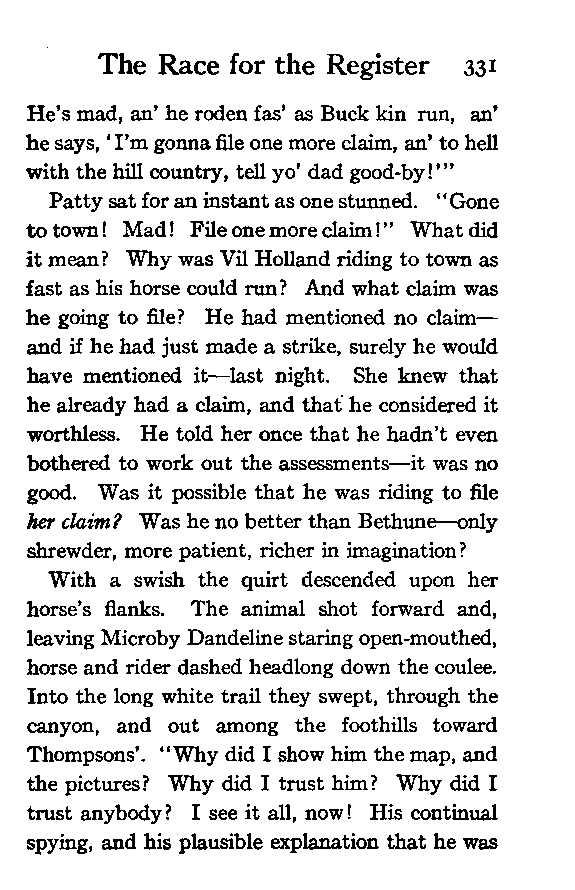 The Race for the Register 331
He's mad, an' he roden fas' as Buck kin run, an'
he says, 'I'm gonna file one more claim, an' to hell
with the hill country, tell yo' dad good-by!'"
Patty sat for an instant as one stunned. "Gone
to town! Mad! File one more claim!" What did
it mean? Why was Vil Holland riding to town as
fast as his horse could run? And what claim was
he going to file? He had mentioned no claim—
and if he had just made a strike, surely he would
have mentioned it—last night. She knew that
he already had a claim, and that he considered it
worthless. He told her once that he hadn't even
bothered to work out the assessments—it was no
good. Was it possible that he was riding to file
her claim? Was he no better than Bethune—only
shrewder, more patient, richer in imagination?
With a swish the quirt descended upon her
horse's flanks. The animal shot forward and,
leaving Microby Dandeline staring open-mouthed,
horse and rider dashed headlong down the coulee.
Into the long white trail they swept, through the
canyon, and out among the foothills toward
Thompsons'. "Why did I show him the map, and
the pictures? Why did I trust him? Why did I
trust anybody? I see it all, now! His continual
spying, and his plausible explanation that he was